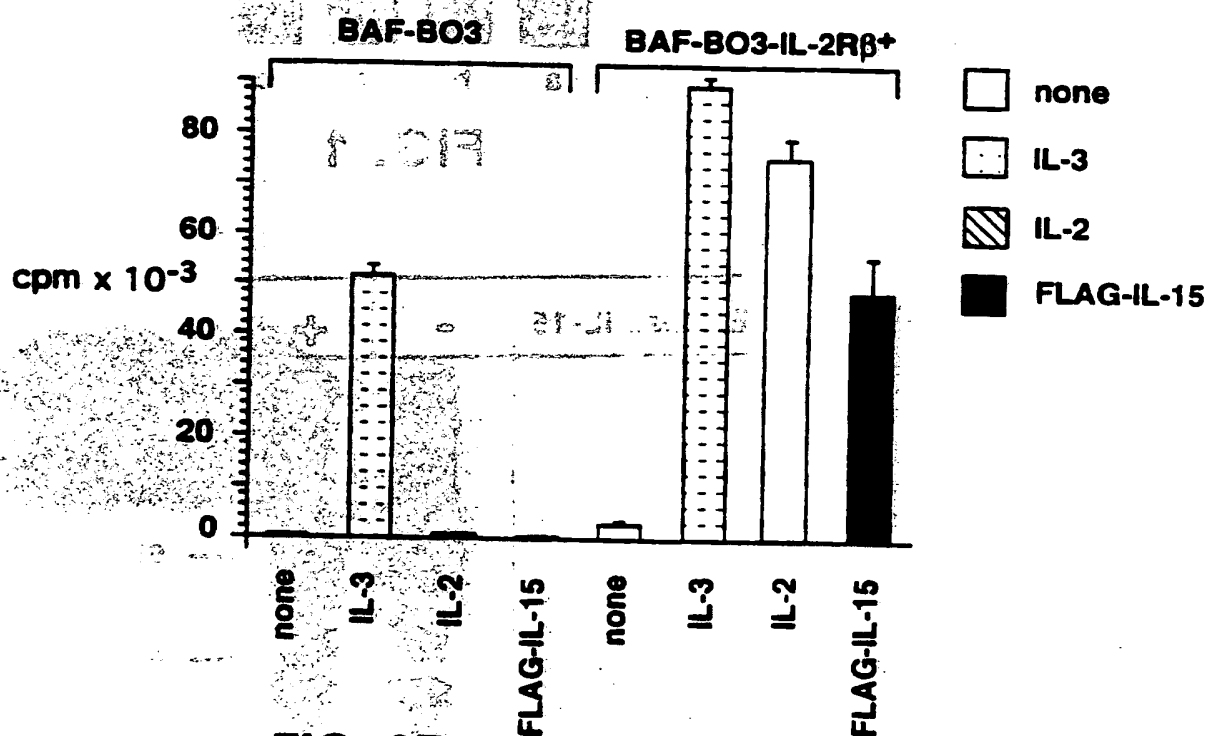 BAF-BO3
BAF-BO3-IL-2Rβ+
none
IL-3
IL-2
FLAG-IL-15
cpm x 10-3
80
60
40
20
0
none
IL-3
IL-2
FLAG-IL-15
none
IL-3
IL-2
FLAG-IL-15